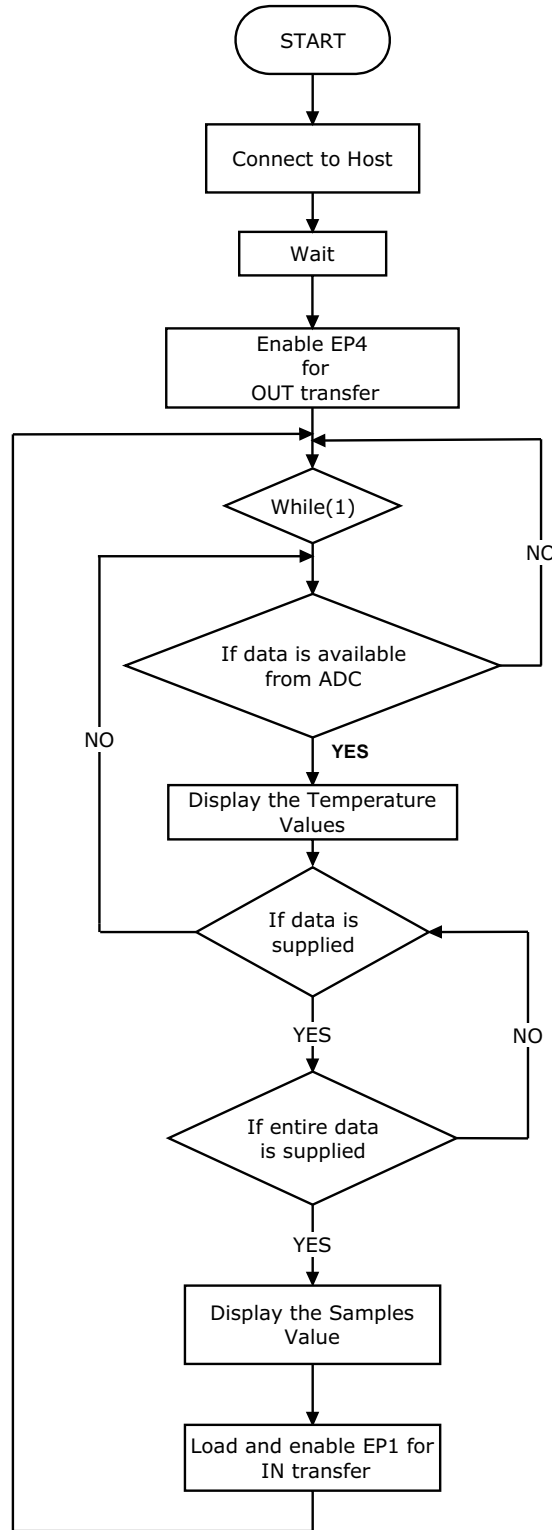 START
Connect to Host
Wait
Enable EP4
for
OUT transfer
While(1)
NO
If data is available
from ADC
NO
YES
Display the Temperature
Values
If data is
supplied
YES
NO
If entire data
is supplied
YES
Display the Samples
Value
Load and enable EP1 for
IN transfer